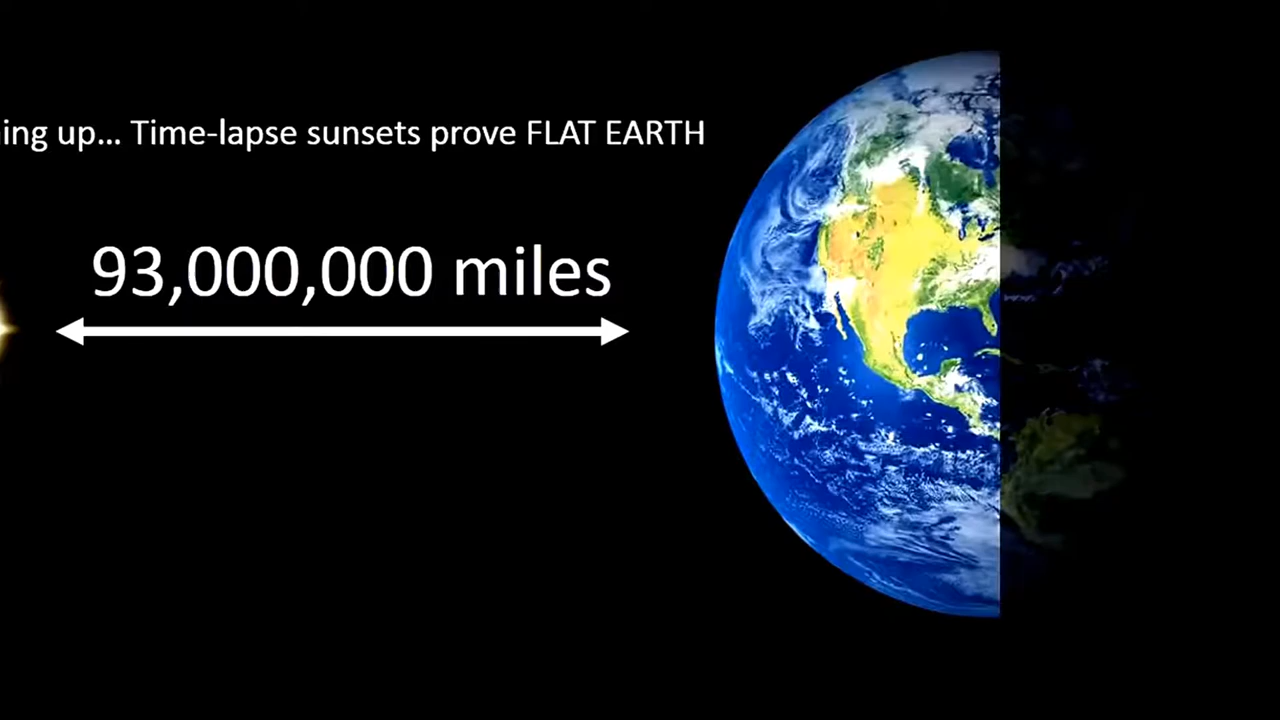 ing up... Time-lapse sunsets prove FLAT EARTH
93,000,000 miles